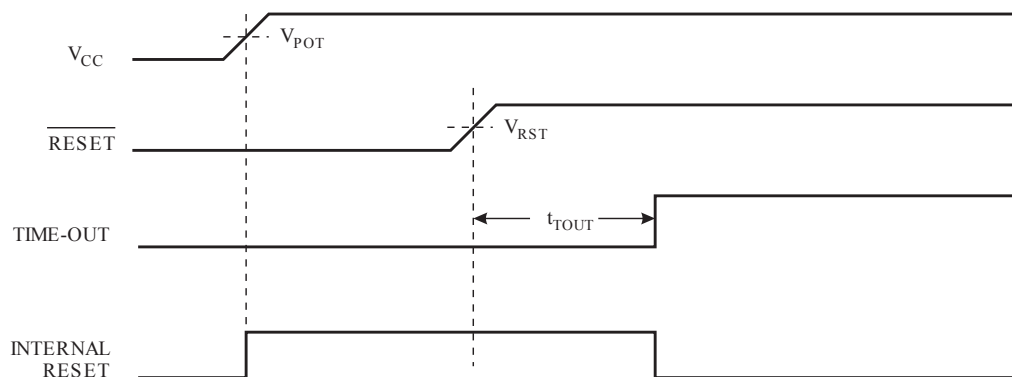 V_CC
V_POT
RESET
V_RST
TIME-OUT
t_TOUT
INTERNAL
RESET